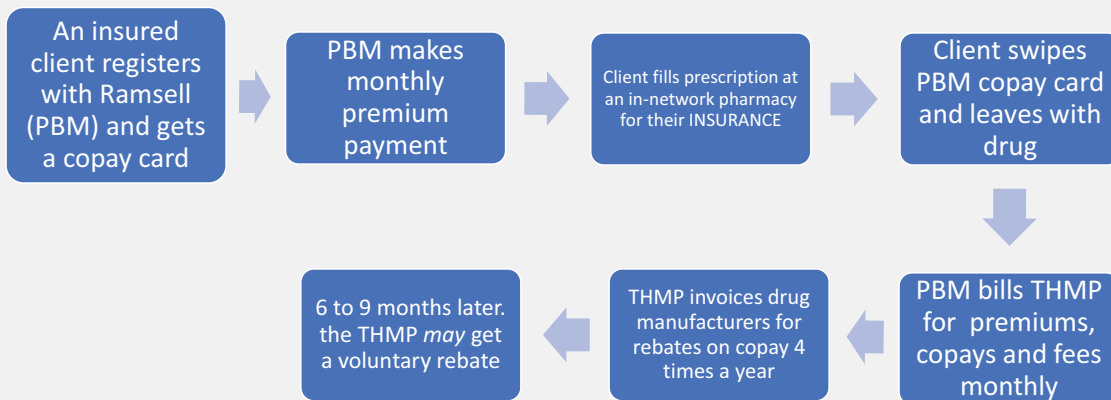 An insured
client registers
with Ramsell
(PBM) and gets
a copay card
PBM makes
monthly
premium
payment
Client fills prescription at
an in-network pharmacy
for their INSURANCE
Client swipes
PBM copay card
and leaves with
drug
PBM bills THMP
for premiums,
copays and fees
monthly
THMP invoices drug
manufacturers for
rebates on copay 4
times a year
6 to 9 months later.
the THMP may get
a voluntary rebate